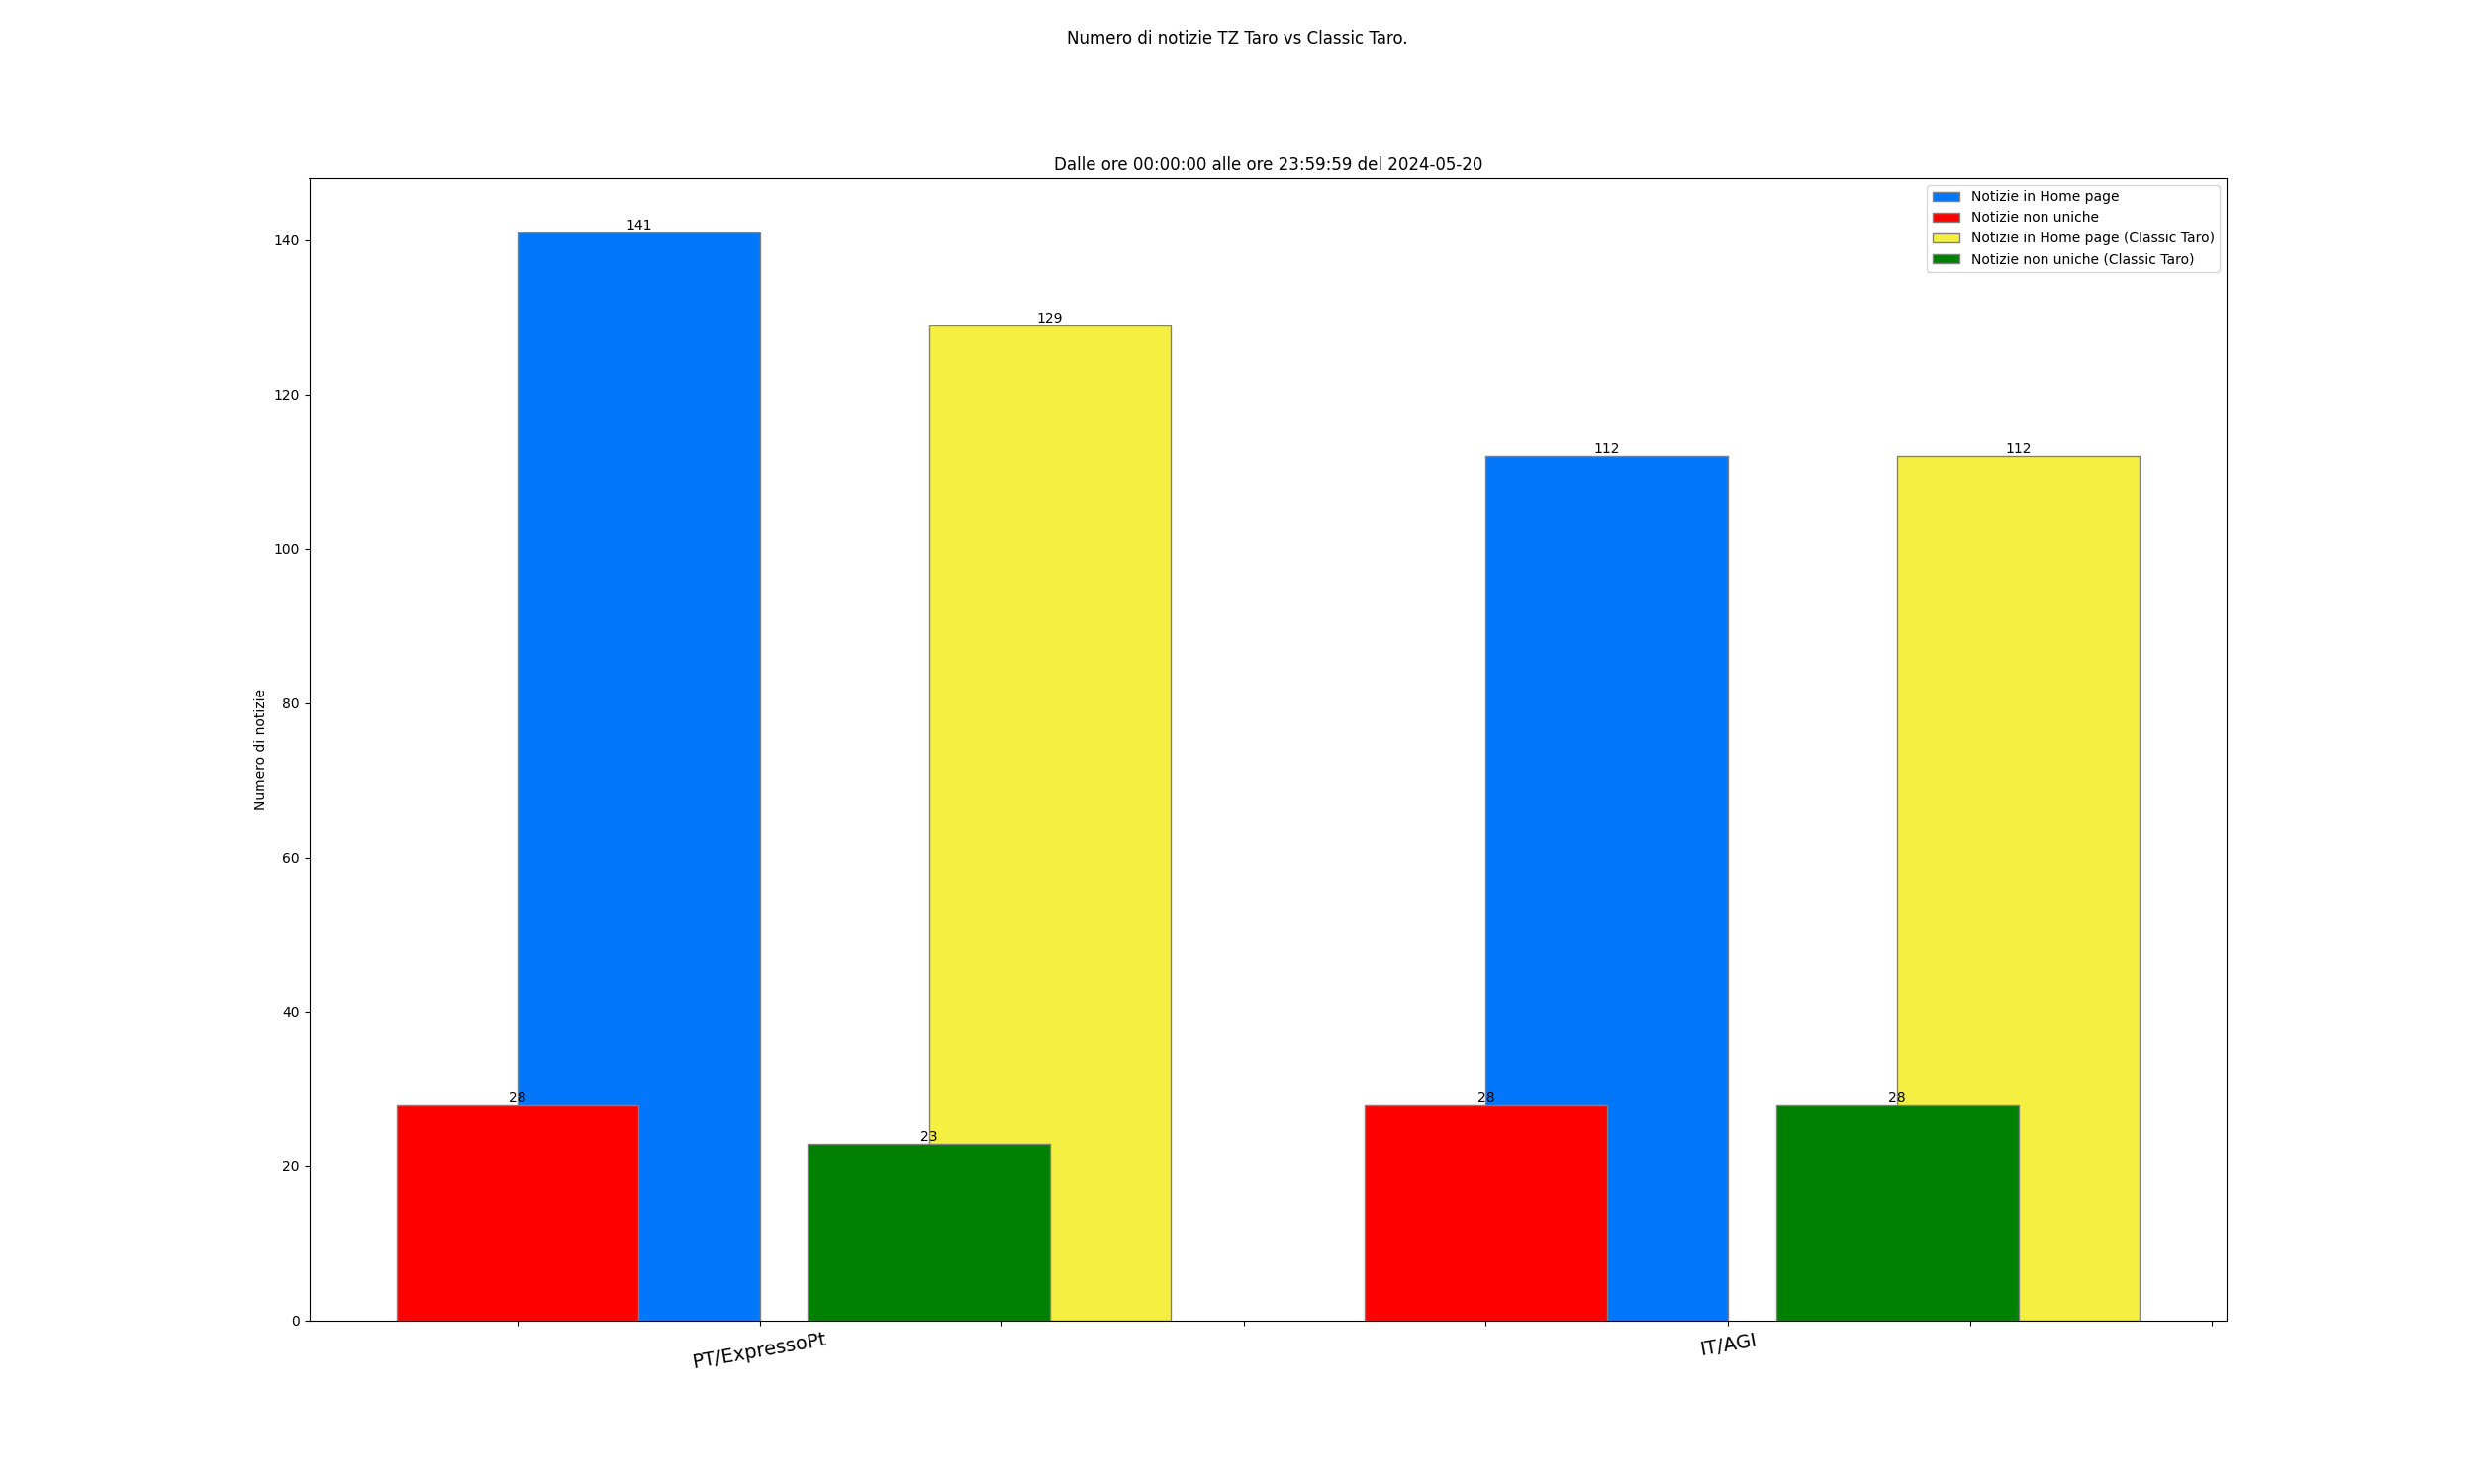 Numero di notizie TZ Taro vs Classic Taro.
Dalle ore 00:00:00 alle ore 23:59:59 del 2024-05-20
Notizie in Home page
Notizie non uniche
Notizie in Home page (Classic Taro)
Notizie non uniche (Classic Taro)
Numero di notizie
140
120
100
80
60
40
20
0
141
129
112
112
28
23
28
28
PT/ExpressoPt
IT/AGI